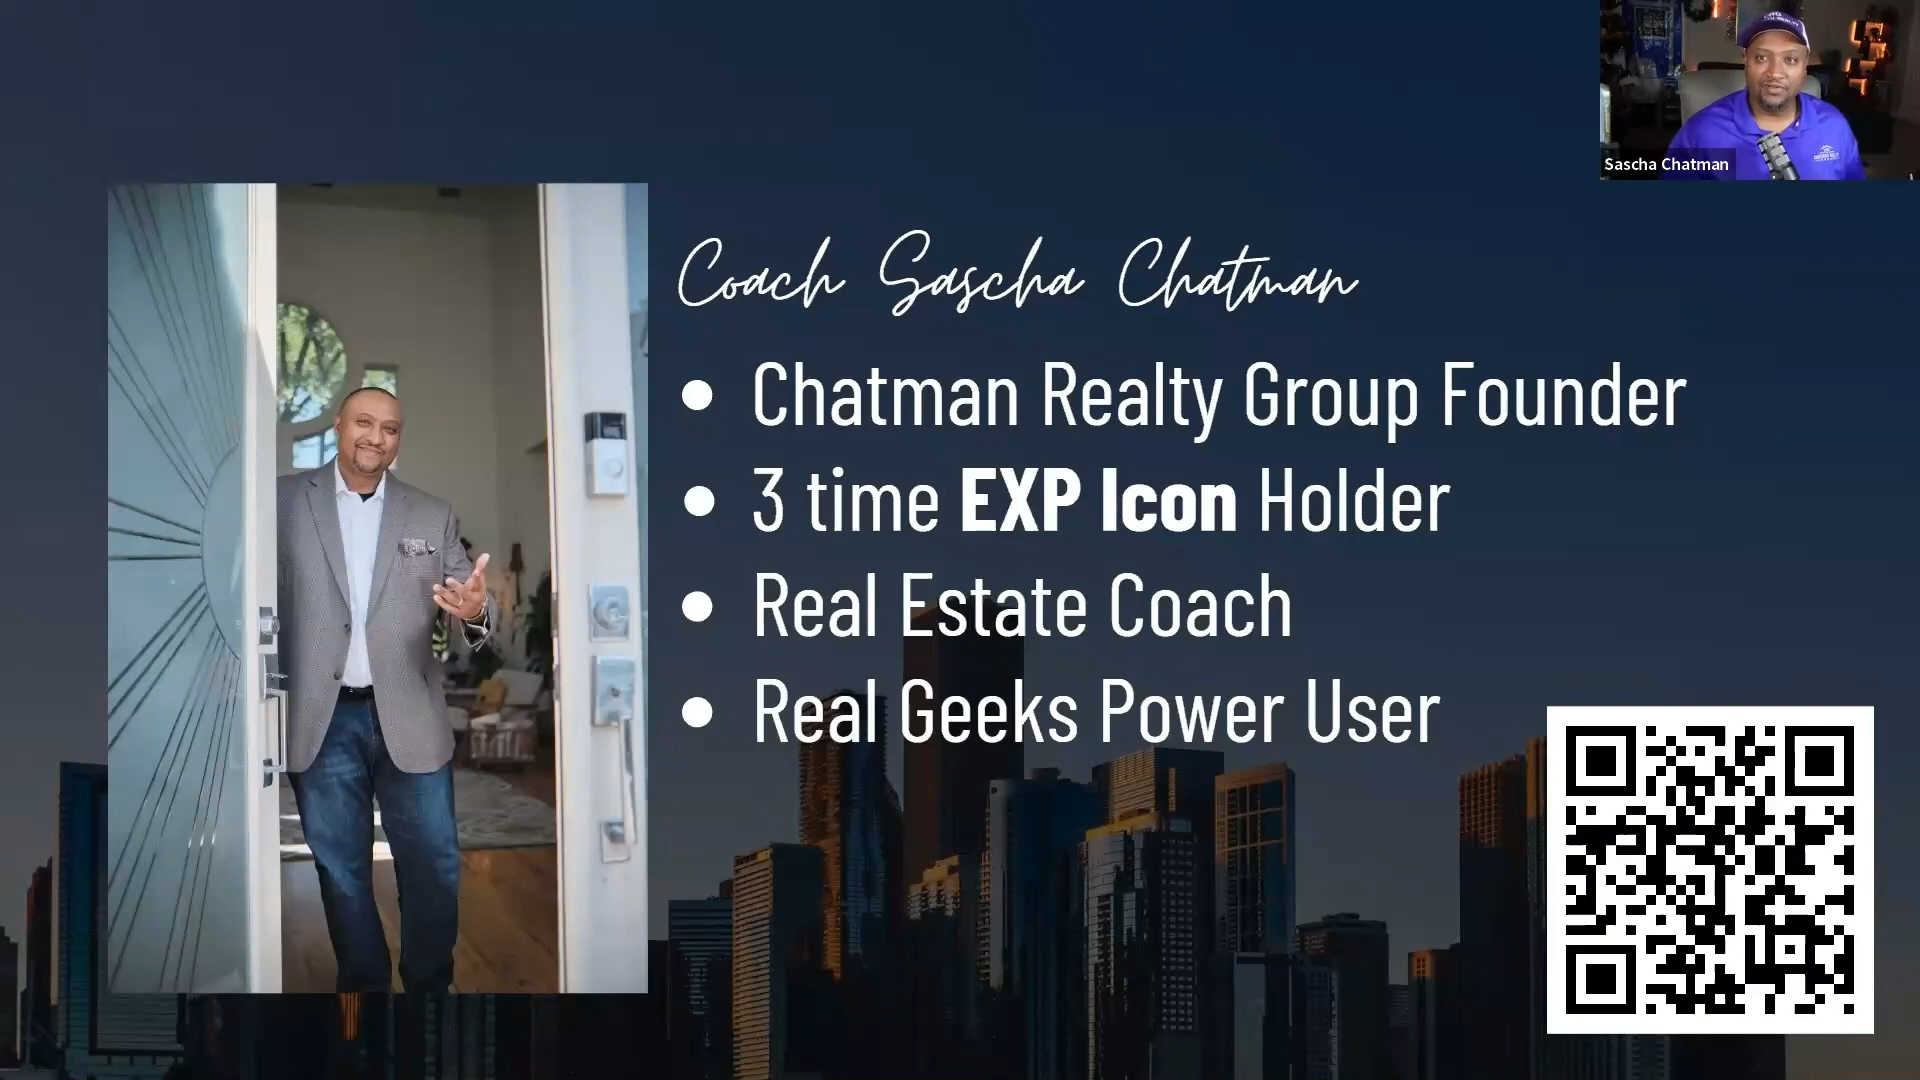 Sascha Chatman
Coach Sascha Chatman
• Chatman Realty Group Founder
• 3 time EXP Icon Holder
• Real Estate Coach
• Real Geeks Power User